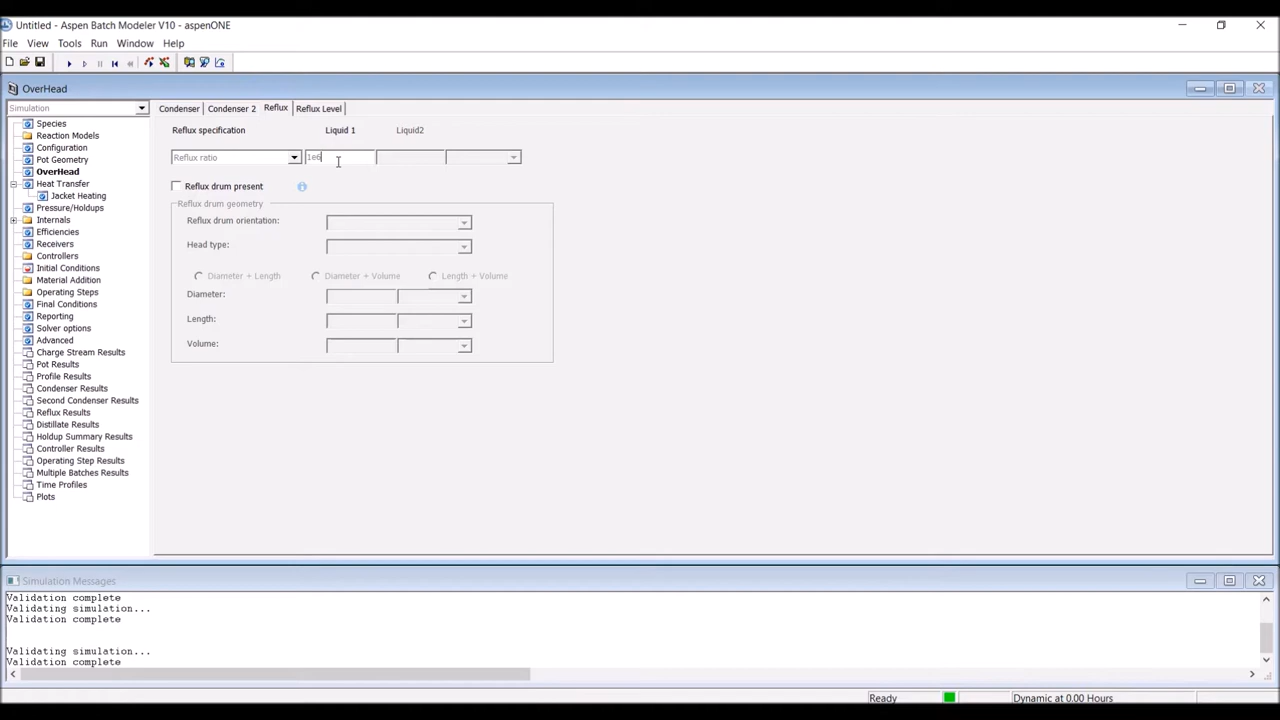 Untitled - Aspen Batch Modeler V10 - aspenONE
File View Tools Run Window Help
OverHead
Simulation
Species
Reaction Models
Configuration
Pot Geometry
OverHead
Heat Transfer
Jacket Heating
Pressure/Holdups
Internals
Efficiencies
Receivers
Controllers
Initial Conditions
Material Addition
Operating Steps
Final Conditions
Reporting
Solver options
Advanced
Charge Stream Results
Pot Results
Profile Results
Condenser Results
Second Condenser Results
Reflux Results
Distillate Results
Holdup Summary Results
Controller Results
Operating Step Results
Multiple Batches Results
Time Profiles
Plots
Condenser Condenser 2 Reflux Reflux Level
Reflux specification Liquid 1 Liquid2
Reflux ratio 1e6
Reflux drum present
Reflux drum geometry
Reflux drum orientation:
Head type:
Diameter + Length Diameter + Volume Length + Volume
Diameter:
Length:
Volume:
Simulation Messages
Validation complete
Validating simulation...
Validation complete
Validating simulation...
Validation complete
Ready Dynamic at 0.00 Hours